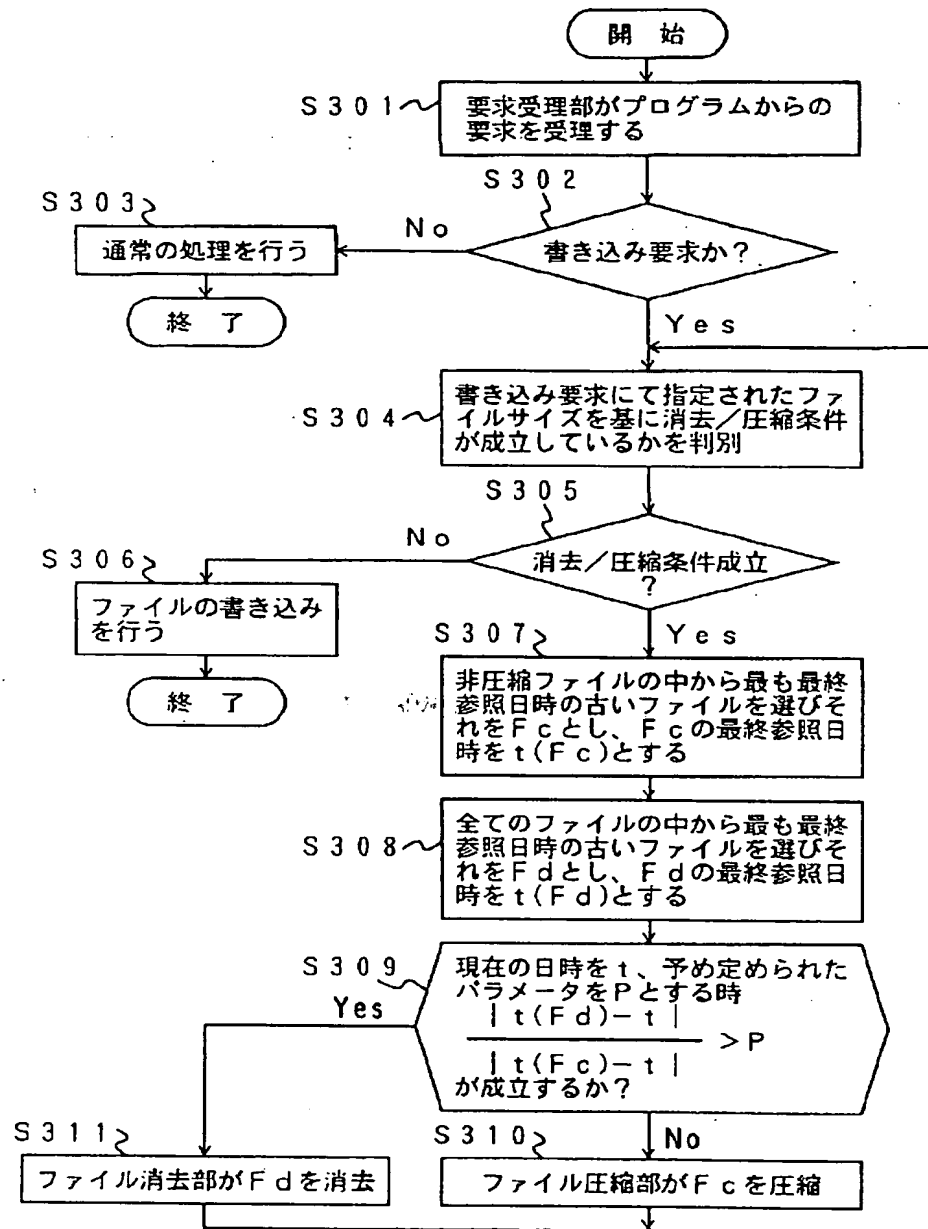 開 始
S301
要求受理部がプログラムからの
要求を受理する
S302
S303
No
通常の処理を行う
書き込み要求か?
終 了
Yes
S304
書き込み要求にて指定されたファ
イルサイズを基に消去/圧縮条件
が成立しているかを判別
S305
No
S306
消去/圧縮条件成立
?
ファイルの書き込み
を行う
S307
Yes
終 了
非圧縮ファイルの中から最も最終
参照日時の古いファイルを選びそ
れをFcとし、Fcの最終参照日
時をt(Fc)とする
S308
全てのファイルの中から最も最終
参照日時の古いファイルを選びそ
れをFdとし、Fdの最終参照日
時をt(Fd)とする
S309
現在の日時をt、予め定められた
パラメータをPとする時
Yes
|t(Fd)-t|
>P
|t(Fc)-t|
が成立するか?
S311
S310
No
ファイル消去部がFdを消去
ファイル圧縮部がFcを圧縮